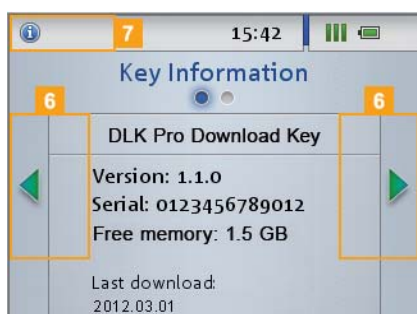 7
15:42
Key Information
6
6
DLK Pro Download Key
Version: 1.1.0
Serial: 0123456789012
Free memory: 1.5 GB
Last download:
2012.03.01